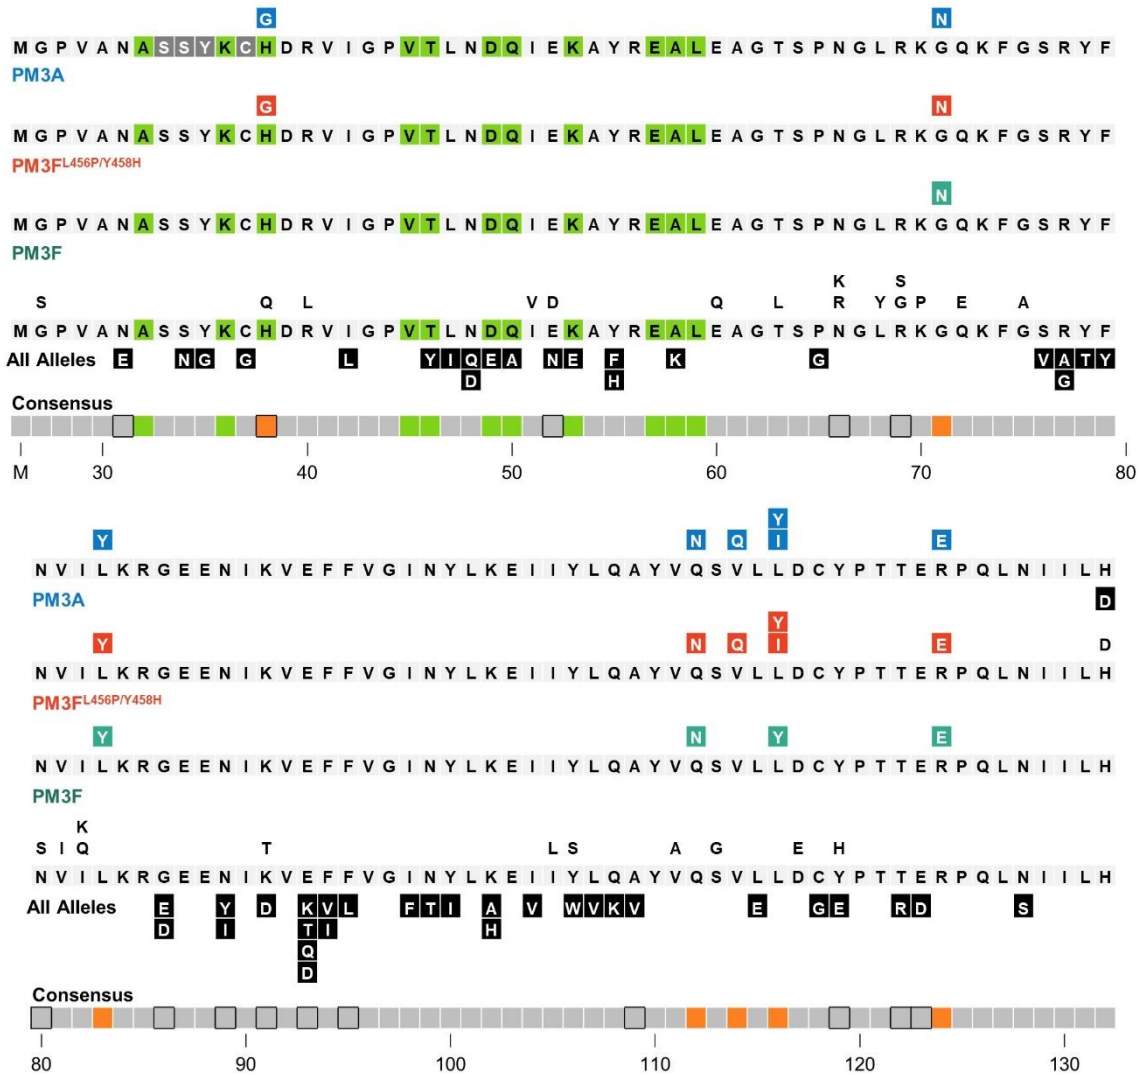 G N
M G P V A N A S S Y K C H D R V I G P V T L N D Q I E K A Y R E A L E A G T S P N G L R K G Q K F G S R Y F
PM3A
G N
M G P V A N A S S Y K C H D R V I G P V T L N D Q I E K A Y R E A L E A G T S P N G L R K G Q K F G S R Y F
PM3F L456P/Y458H
N
M G P V A N A S S Y K C H D R V I G P V T L N D Q I E K A Y R E A L E A G T S P N G L R K G Q K F G S R Y F
PM3F
K S
S Q L V D Q L R Y G P E A
M G P V A N A S S Y K C H D R V I G P V T L N D Q I E K A Y R E A L E A G T S P N G L R K G Q K F G S R Y F
All Alleles E N G G L Y I Q E A N E F K G V A T Y
D H G
Consensus
M 30 40 50 60 70 80
Y
Y N Q I E
N V I L K R G E E N I K V E F F V G I N Y L K E I I Y L Q A Y V Q S V L L D C Y P T T E R P Q L N I I L H
PM3A D
Y
Y N Q I E D
N V I L K R G E E N I K V E F F V G I N Y L K E I I Y L Q A Y V Q S V L L D C Y P T T E R P Q L N I I L H
PM3F L456P/Y458H
Y N Y E
N V I L K R G E E N I K V E F F V G I N Y L K E I I Y L Q A Y V Q S V L L D C Y P T T E R P Q L N I I L H
PM3F
K
S I Q T L S A G E H
N V I L K R G E E N I K V E F F V G I N Y L K E I I Y L Q A Y V Q S V L L D C Y P T T E R P Q L N I I L H
All Alleles E Y D K V L F T I A V W V K V E G E R D S
D I T I H
Q
D
Consensus
80 90 100 110 120 130